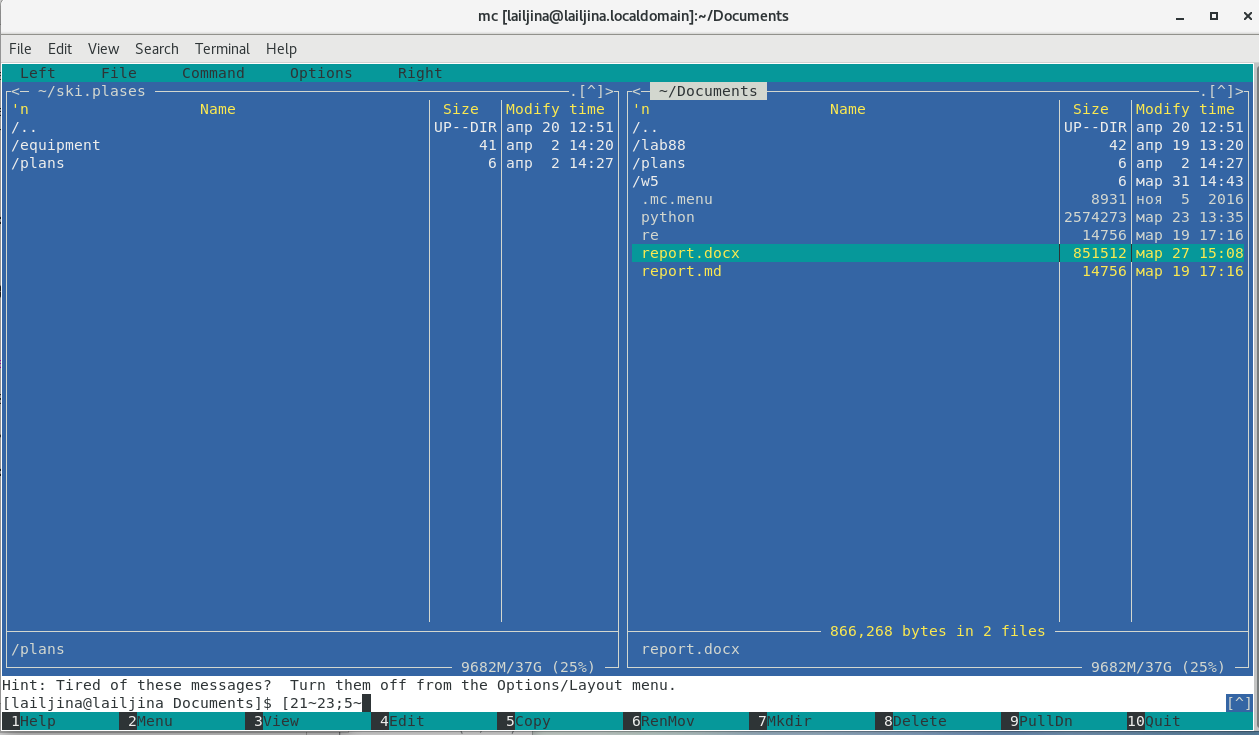 mc [lailjina@lailjina.localdomain]:~/Documents
File Edit View Search Terminal Help
Left File Command Options Right
<─ ~/ski.plases ─.[^]>
'n Name Size Modify time
/.. UP--DIR апр 20 12:51
/equipment 41 апр 2 14:20
/plans 6 апр 2 14:27
/plans
9682M/37G (25%)
<─ ~/Documents ─.[^]>
'n Name Size Modify time
/.. UP--DIR апр 20 12:51
/lab88 42 апр 19 13:20
/plans 6 апр 2 14:27
/w5 6 мар 31 14:43
.mc.menu 8931 ноя 5 2016
python 2574273 мар 23 13:35
re 14756 мар 19 17:16
report.docx 851512 мар 27 15:08
report.md 14756 мар 19 17:16
866,268 bytes in 2 files
report.docx
9682M/37G (25%)
Hint: Tired of these messages? Turn them off from the Options/Layout menu.
[lailjina@lailjina Documents]$ [21~23;5~ [^]
1Help 2Menu 3View 4Edit 5Copy 6RenMov 7Mkdir 8Delete 9PullDn 10Quit